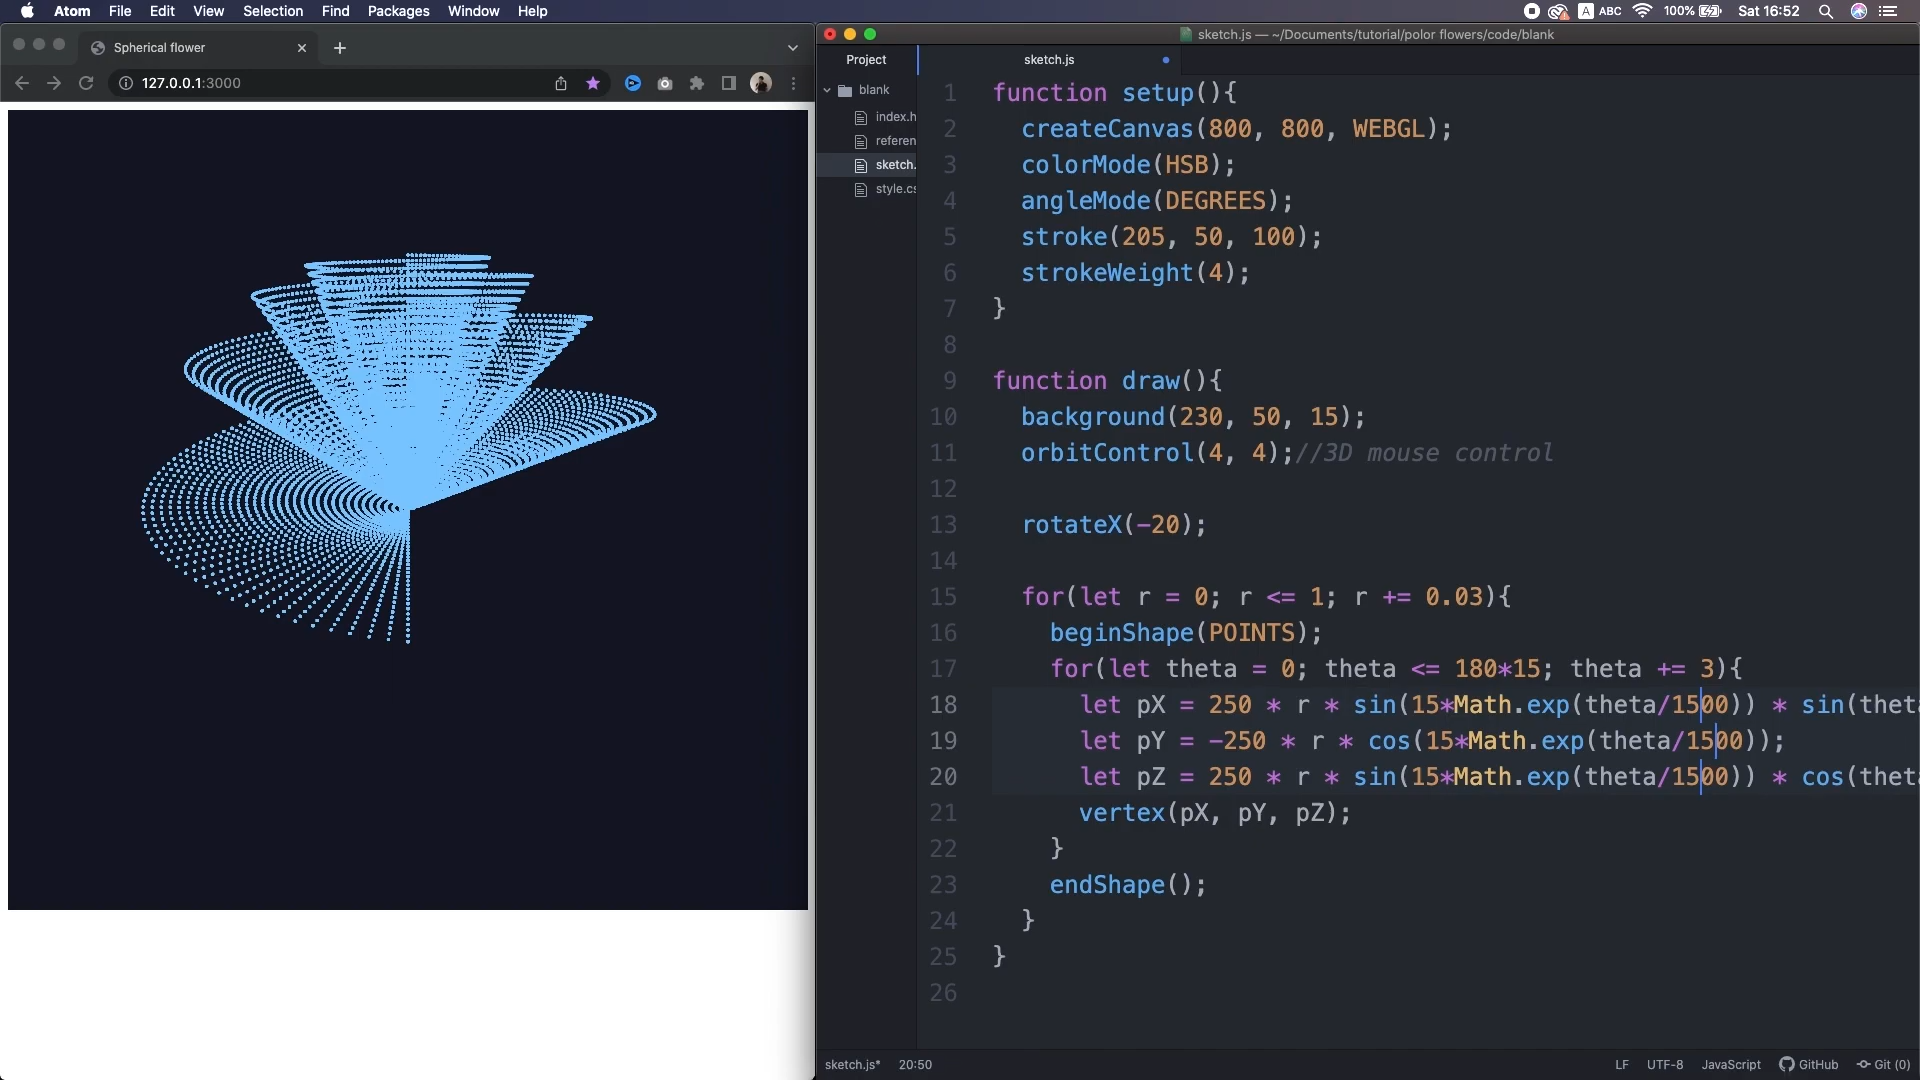 Atom File Edit View Selection Find Packages Window Help
ABC 100% Sat 16:52
Spherical flower
127.0.0.1:3000
sketch.js — ~/Documents/tutorial/polor flowers/code/blank
Project
sketch.js
blank
index.h
referen
sketch.
style.cs
1 function setup(){
2 createCanvas(800, 800, WEBGL);
3 colorMode(HSB);
4 angleMode(DEGREES);
5 stroke(205, 50, 100);
6 strokeWeight(4);
7 }
8
9 function draw(){
10 background(230, 50, 15);
11 orbitControl(4, 4);//3D mouse control
12
13 rotateX(-20);
14
15 for(let r = 0; r <= 1; r += 0.03){
16 beginShape(POINTS);
17 for(let theta = 0; theta <= 180*15; theta += 3){
18 let pX = 250 * r * sin(15*Math.exp(theta/1500)) * sin(thet
19 let pY = -250 * r * cos(15*Math.exp(theta/1500));
20 let pZ = 250 * r * sin(15*Math.exp(theta/1500)) * cos(thet
21 vertex(pX, pY, pZ);
22 }
23 endShape();
24 }
25 }
26
sketch.js* 20:50
LF UTF-8 JavaScript GitHub Git (0)